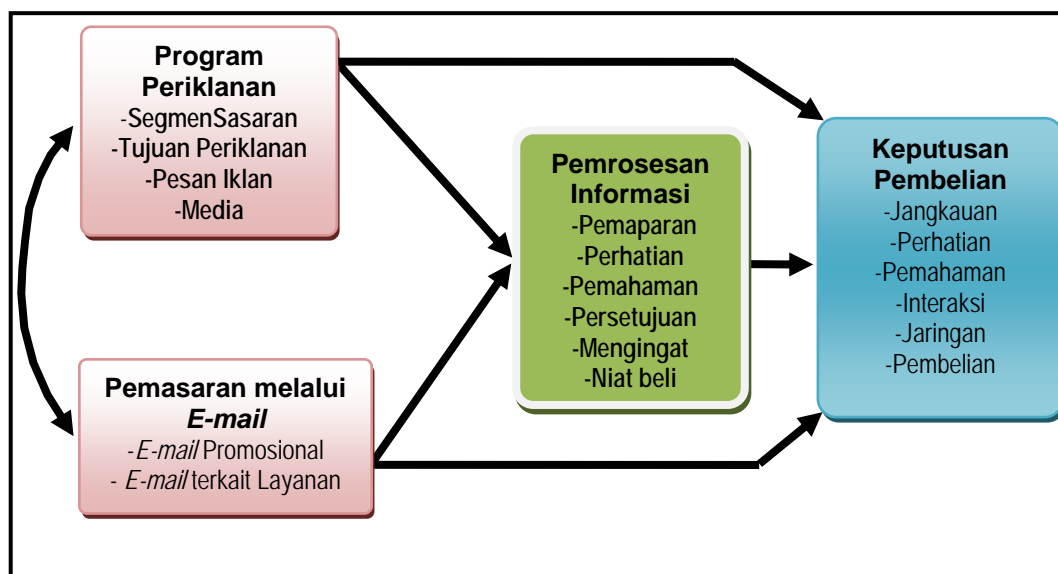 Program
Periklanan
-SegmenSasaran
-Tujuan Periklanan
-Pesan Iklan
-Media
Pemasaran melalui
E-mail
-E-mail Promosional
- E-mail terkait Layanan
Pemrosesan
Informasi
-Pemaparan
-Perhatian
-Pemahaman
-Persetujuan
-Mengingat
-Niat beli
Keputusan
Pembelian
-Jangkauan
-Perhatian
-Pemahaman
-Interaksi
-Jaringan
-Pembelian